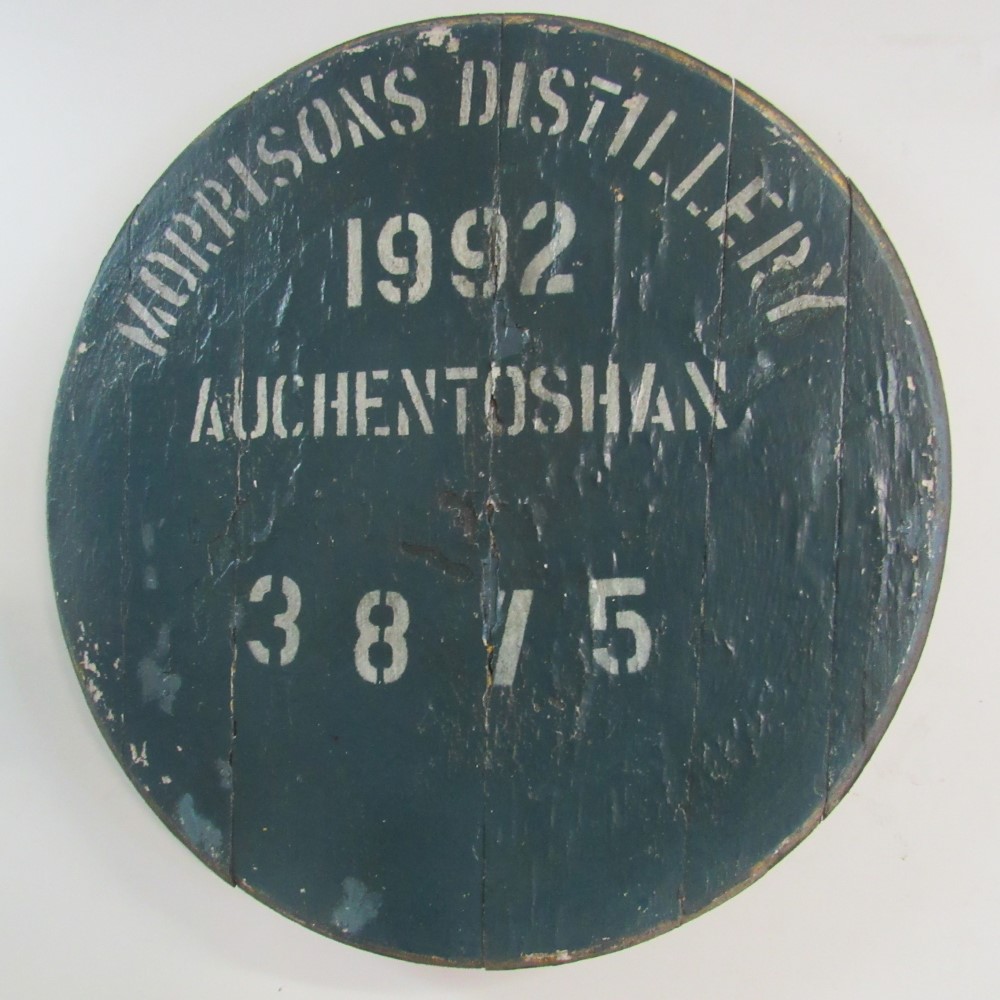 MORRISONS DISTILLERY
1992
AUCHENTOSHAN
3875